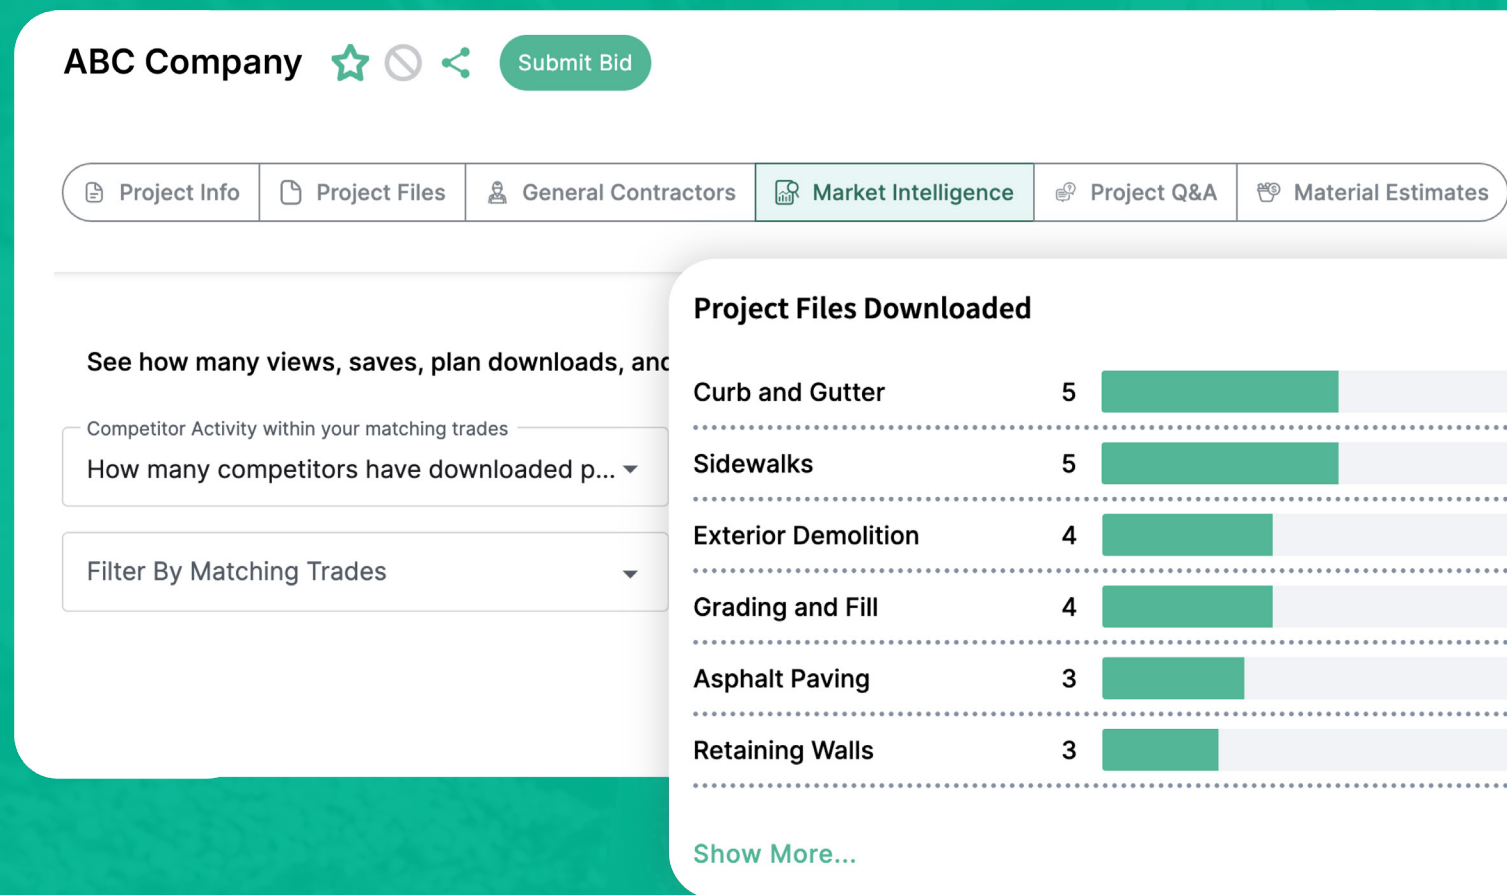 ABC Company Submit Bid
Project Info Project Files General Contractors Market Intelligence Project Q&A Material Estimates
See how many views, saves, plan downloads, and
Competitor Activity within your matching trades
How many competitors have downloaded p...
Filter By Matching Trades
Project Files Downloaded
Curb and Gutter 5
Sidewalks 5
Exterior Demolition 4
Grading and Fill 4
Asphalt Paving 3
Retaining Walls 3
Show More...